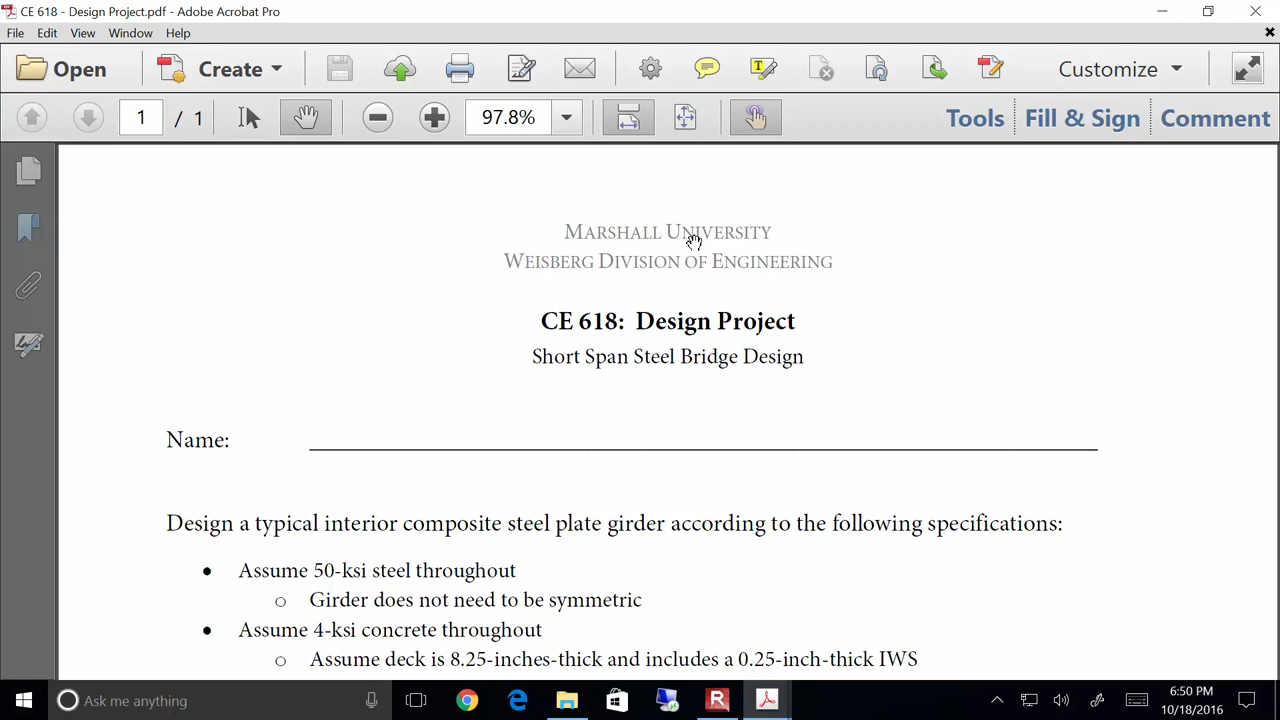 CE 618 - Design Project.pdf - Adobe Acrobat Pro
File Edit View Window Help
Open Create Customize
1 / 1 97.8% Tools Fill & Sign Comment
MARSHALL UNIVERSITY
WEISBERG DIVISION OF ENGINEERING
CE 618: Design Project
Short Span Steel Bridge Design
Name:
Design a typical interior composite steel plate girder according to the following specifications:
• Assume 50-ksi steel throughout
o Girder does not need to be symmetric
• Assume 4-ksi concrete throughout
o Assume deck is 8.25-inches-thick and includes a 0.25-inch-thick IWS
Ask me anything
6:50 PM
10/18/2016